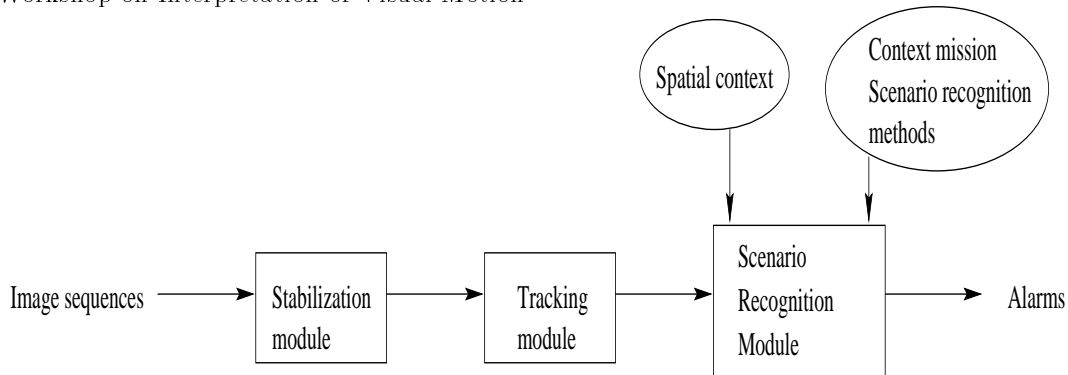 Workshop on Interpretation of Visual Motion
Spatial context
Context mission
Scenario recognition
methods
Image sequences
Stabilization
module
Tracking
module
Scenario
Recognition
Module
Alarms